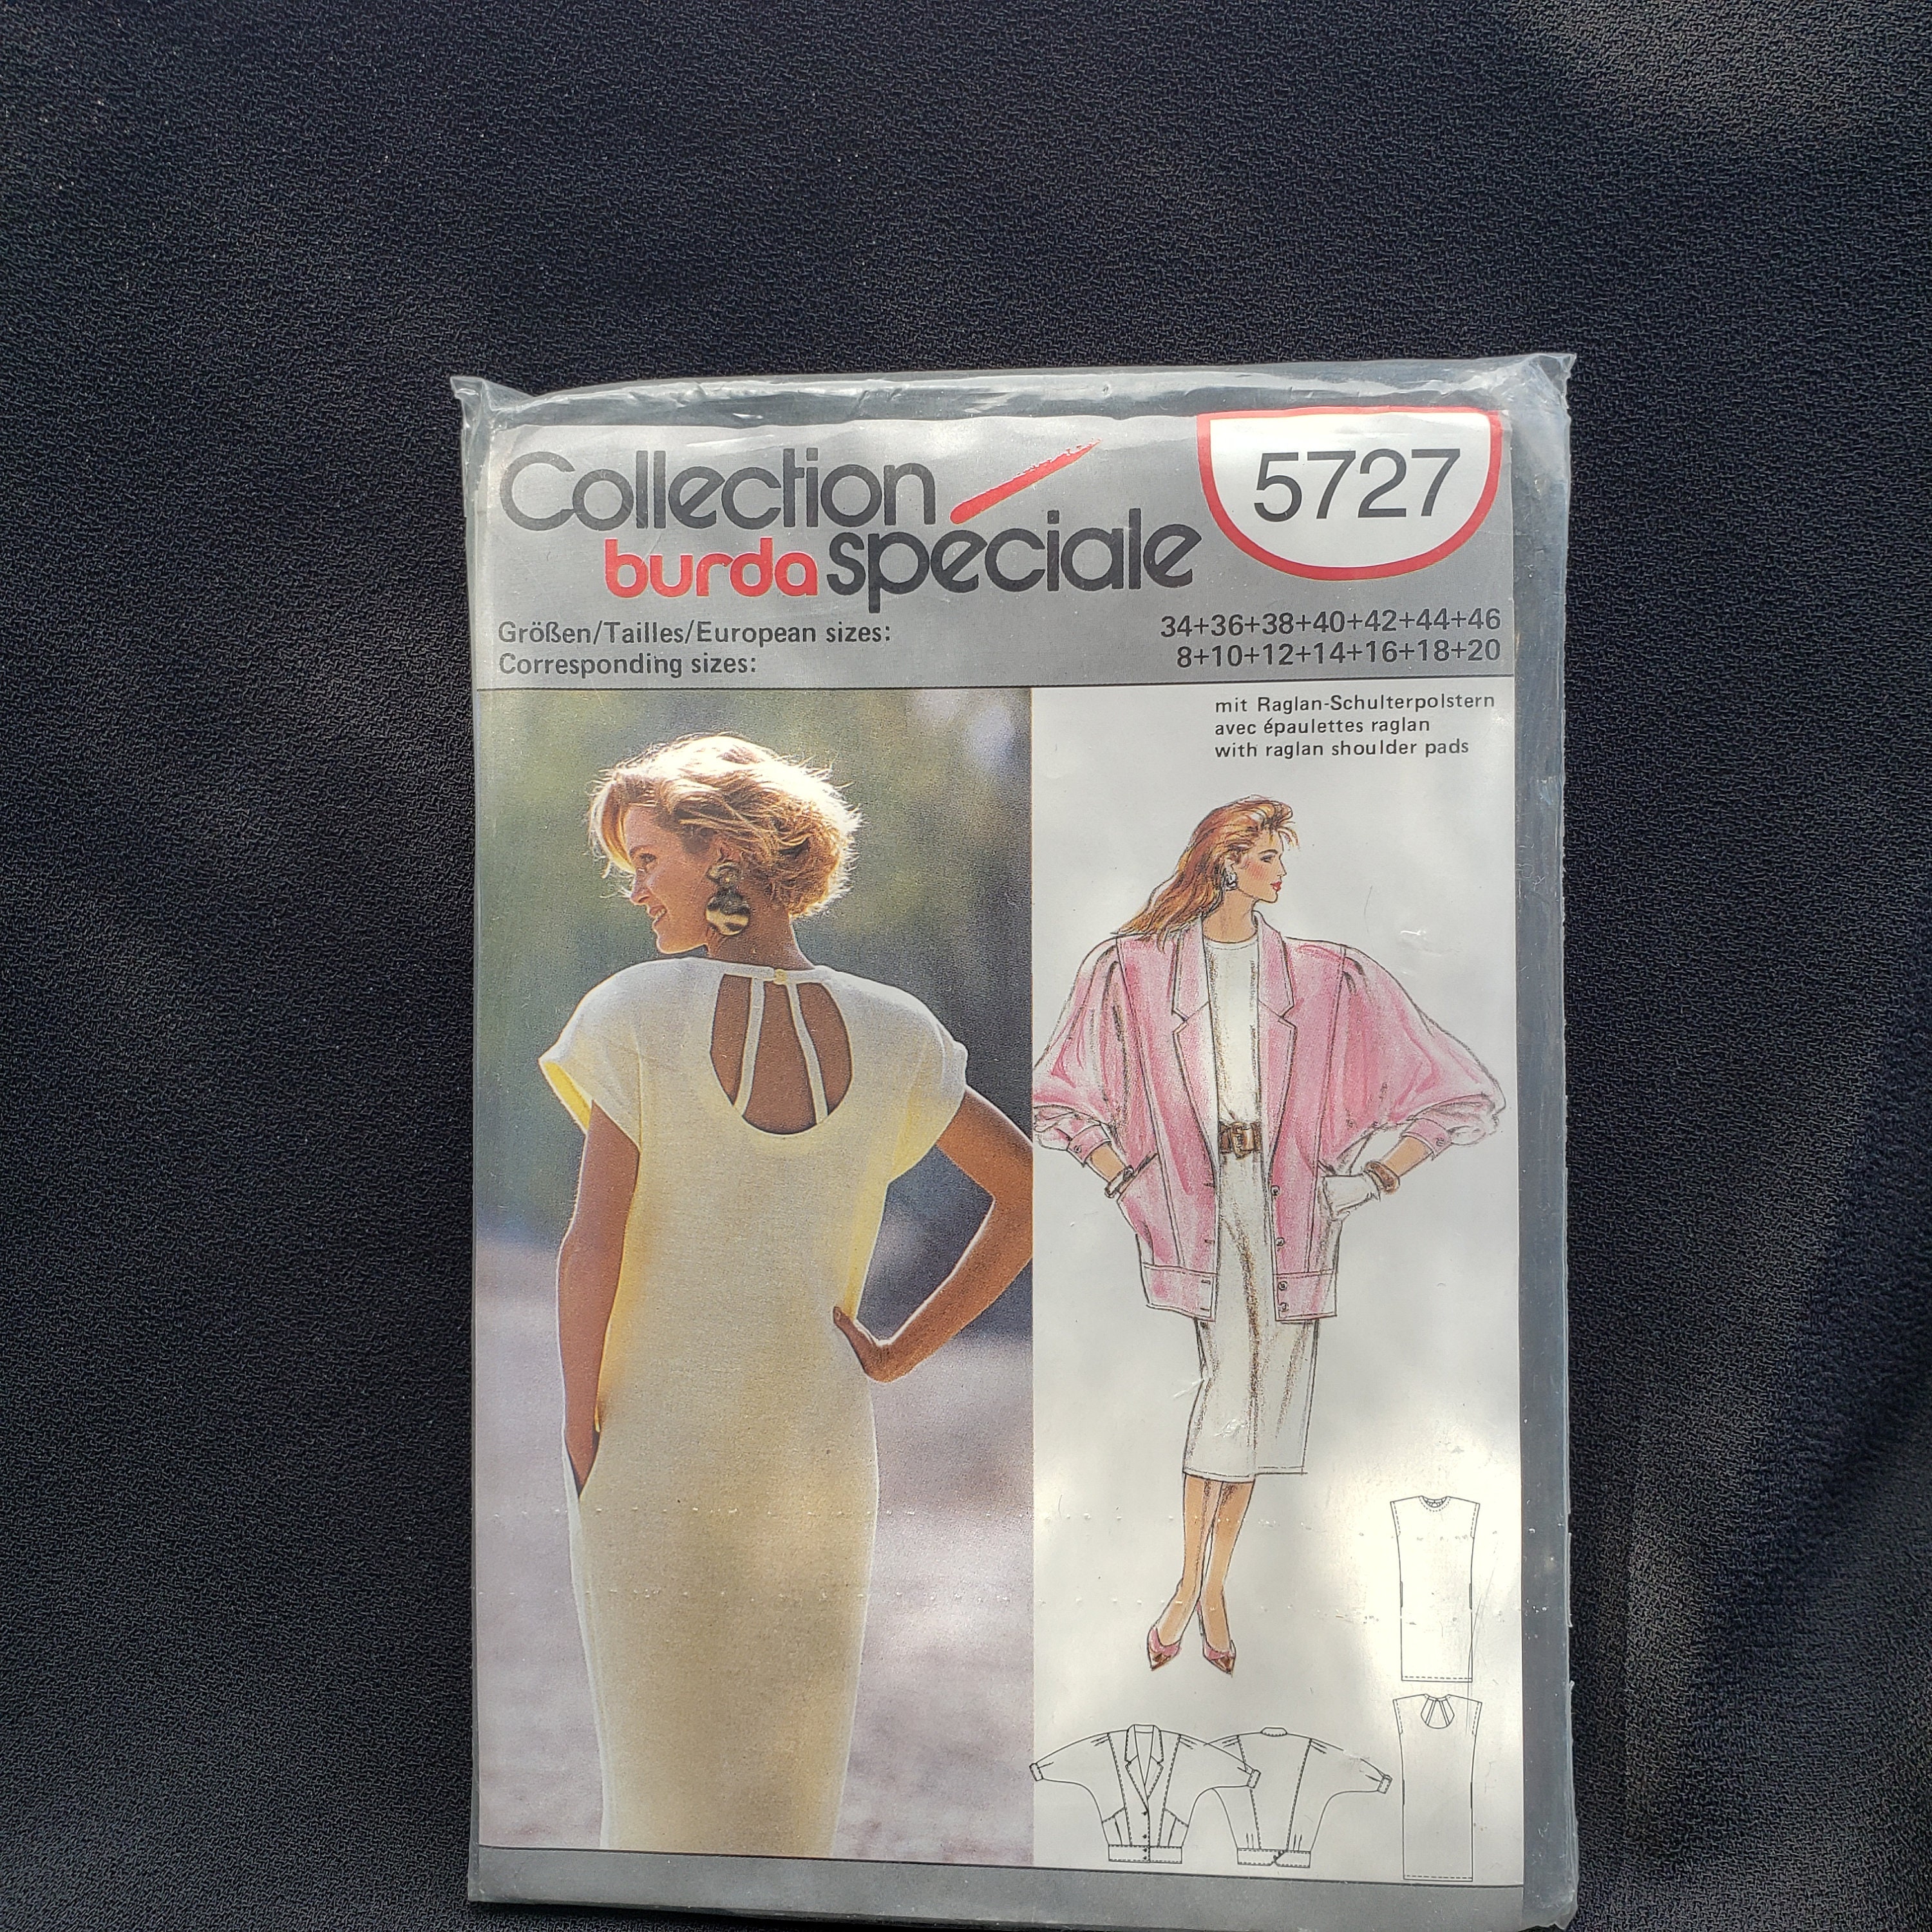 Collection
burda spéciale
5727
Größen/Tailles/European sizes: 34+36+38+40+42+44+46
Corresponding sizes: 8+10+12+14+16+18+20
mit Raglan-Schulterpolstern
avec épaulettes raglan
with raglan shoulder pads